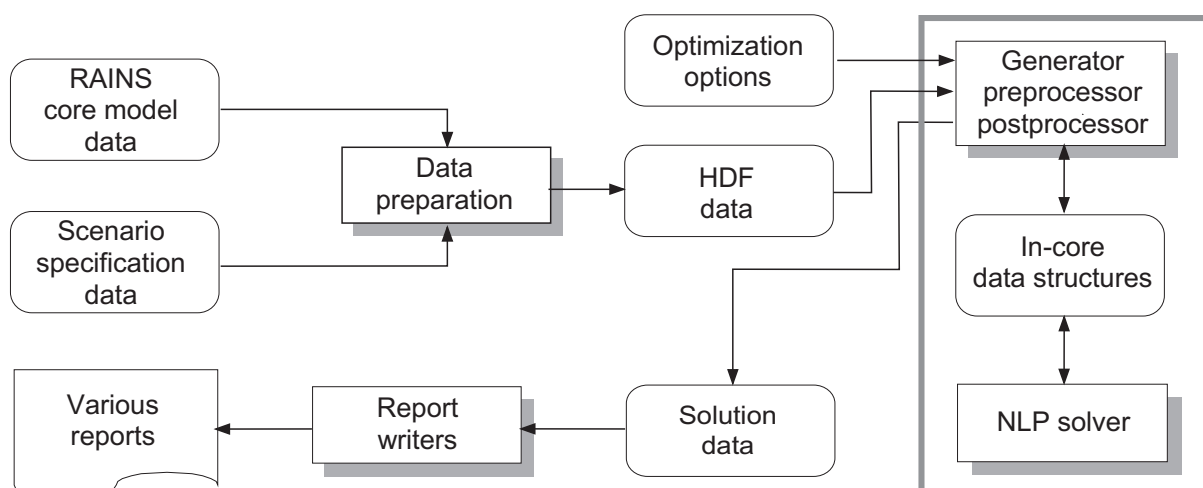 RAINS
core model
data
Scenario
specification
data
Data
preparation
Optimization
options
HDF
data
Generator
preprocessor
postprocessor
In-core
data structures
NLP solver
Solution
data
Report
writers
Various
reports